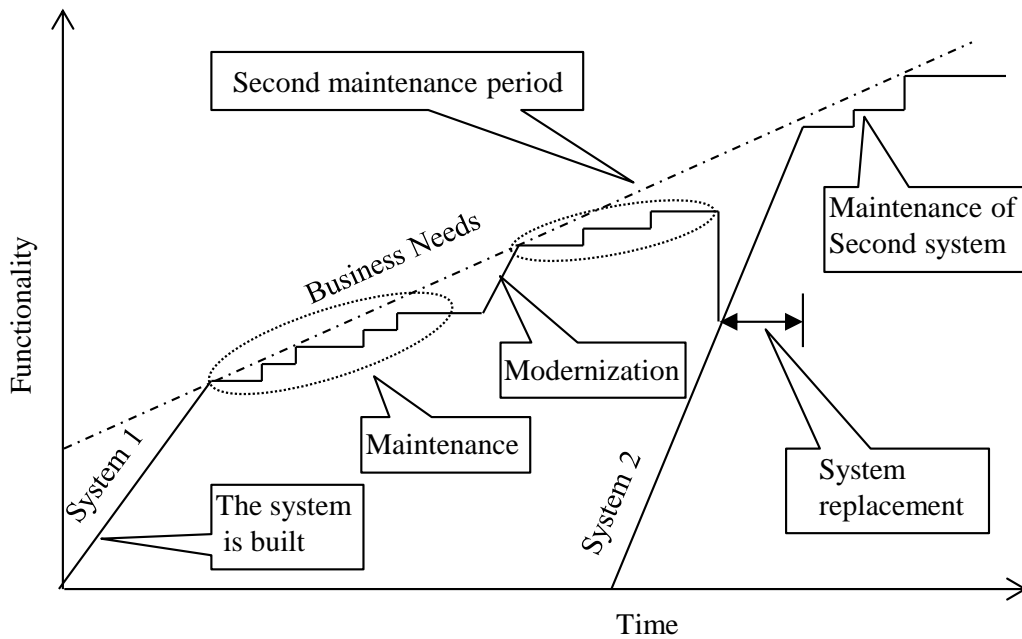 Second maintenance period
Functionality
Business Needs
Maintenance of
Second system
Modernization
Maintenance
System 1
The system
is built
System 2
System
replacement
Time